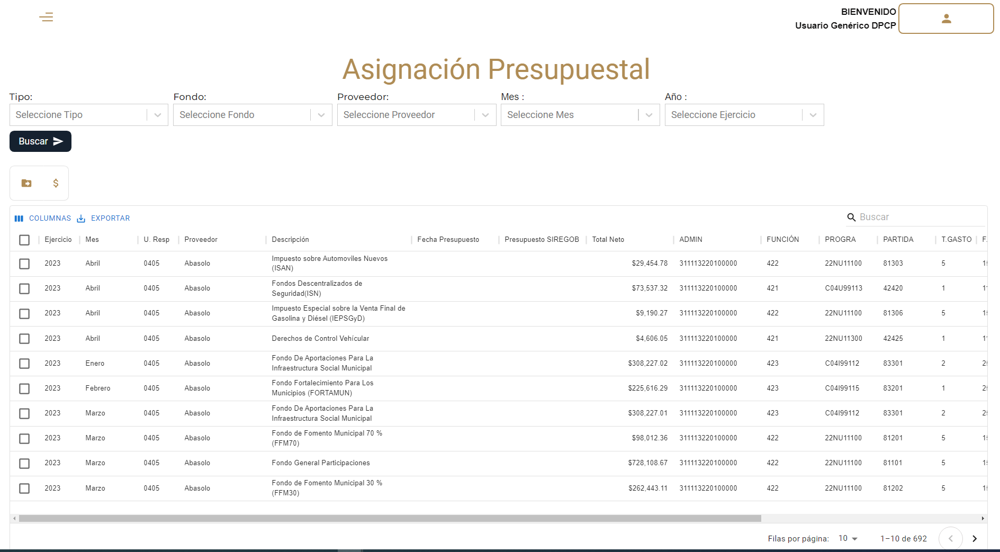 BIENVENIDO
Usuario Genérico DPCP
Asignación Presupuestal
Tipo: Fondo: Proveedor: Mes : Año :
Seleccione Tipo Seleccione Fondo Seleccione Proveedor Seleccione Mes Seleccione Ejercicio
Buscar
$
COLUMNAS EXPORTAR Buscar
Ejercicio Mes U. Resp Proveedor Descripción Fecha Presupuesto Presupuesto SIREGOB Total Neto ADMIN FUNCIÓN PROGRA PARTIDA T.GASTO F.
2023 Abril 0405 Abasolo Impuesto sobre Automoviles Nuevos (ISAN) $29,454.78 311113220100000 422 22NU11100 81303 5
2023 Abril 0405 Abasolo Fondos Descentralizados de Seguridad(ISN) $73,537.32 311113220100000 421 C04U99113 42420 1
2023 Abril 0405 Abasolo Impuesto Especial sobre la Venta Final de Gasolina y Diésel (IEPSGyD) $9,190.27 311113220100000 422 22NU11100 81306 5
2023 Abril 0405 Abasolo Derechos de Control Vehícular $4,606.05 311113220100000 421 22NU11300 42425 1
2023 Enero 0405 Abasolo Fondo De Aportaciones Para La Infraestructura Social Municipal $308,227.02 311113220100000 423 C04I99112 83301 2
2023 Febrero 0405 Abasolo Fondo Fortalecimiento Para Los Municipios (FORTAMUN) $225,616.29 311113220100000 423 C04I99115 83201 1
2023 Marzo 0405 Abasolo Fondo De Aportaciones Para La Infraestructura Social Municipal $308,227.01 311113220100000 423 C04I99112 83301 2
2023 Marzo 0405 Abasolo Fondo de Fomento Municipal 70 % (FFM70) $98,012.36 311113220100000 422 22NU11100 81201 5
2023 Marzo 0405 Abasolo Fondo General Participaciones $728,108.67 311113220100000 422 22NU11100 81101 5
2023 Marzo 0405 Abasolo Fondo de Fomento Municipal 30 % (FFM30) $262,443.11 311113220100000 422 22NU11100 81202 5
Filas por página: 10 1–10 de 692